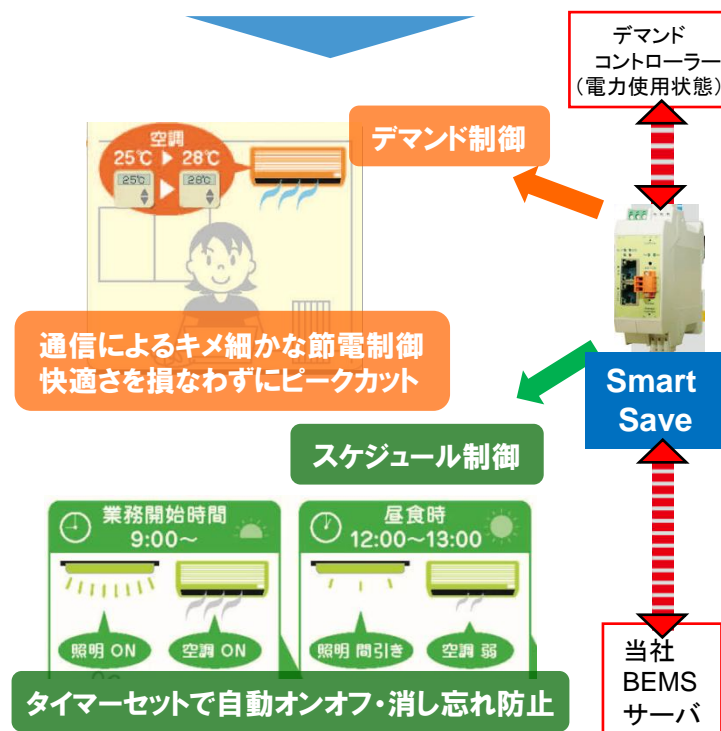 デマンド
コントローラー
(電力使用状態)
デマンド制御
空調
25℃ ▶ 28℃
25℃ ▶ 28℃
通信によるキメ細かな節電制御
快適さを損なわずにピークカット
Smart
Save
スケジュール制御
業務開始時間
9:00～
照明 ON
空調 ON
昼食時
12:00～13:00
照明 間引き
空調 弱
タイマーセットで自動オンオフ・消し忘れ防止
当社
BEMS
サーバ